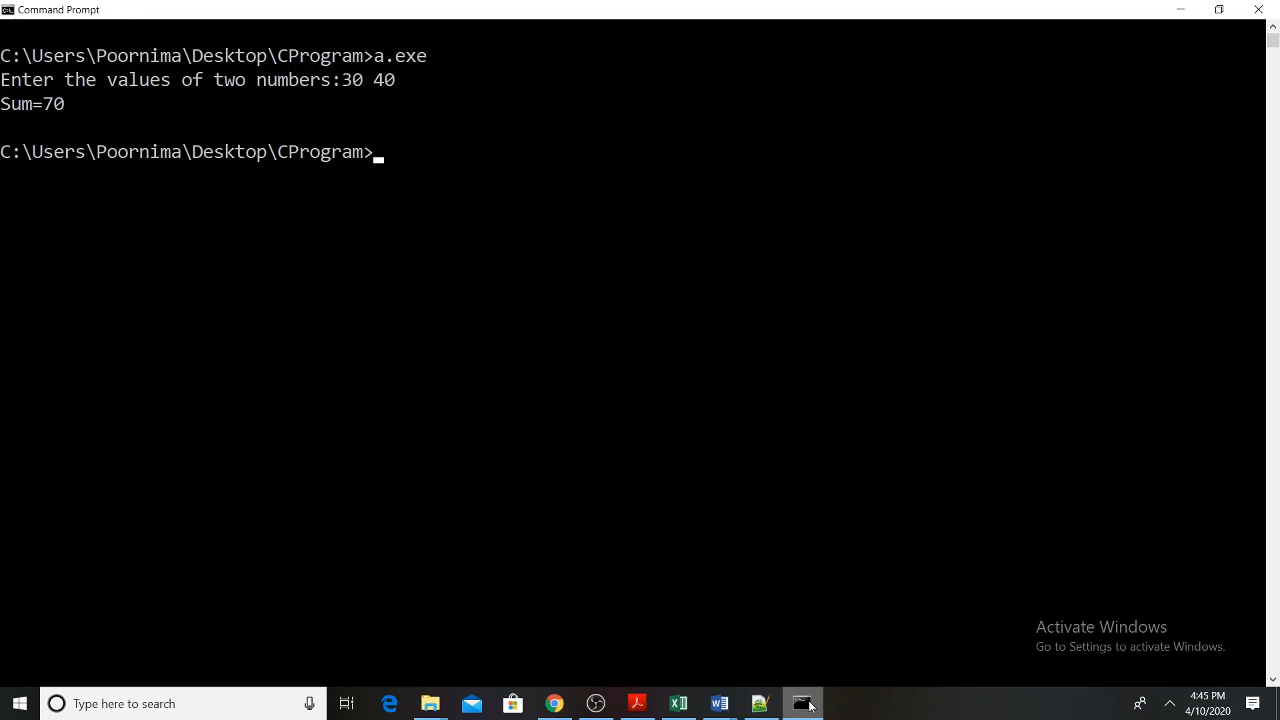 Command Prompt
C:\Users\Poornima\Desktop\CProgram>a.exe
Enter the values of two numbers:30 40
Sum=70
C:\Users\Poornima\Desktop\CProgram>
Activate Windows
Go to Settings to activate Windows.
Type here to search
4:45 PM
4/10/2020